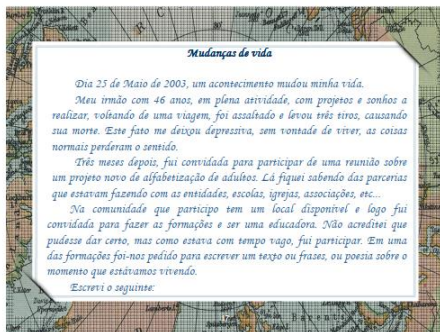 Mudanças de vida
Dia 25 de Maio de 2003, um acontecimento mudou minha vida.
Meu irmão com 46 anos, em plena atividade, com projetos e sonhos a
realizar, voltando de uma viagem, foi assaltado e levou três tiros, causando
sua morte. Este fato me deixou depressiva, sem vontade de viver, as coisas
normais perderam o sentido.
Três meses depois, fui convidada para participar de uma reunião sobre
um projeto novo de alfabetização de adultos. Lá fiquei sabendo das parcerias
que estavam fazendo com as entidades, escolas, igrejas, associações, etc...
Na comunidade que participo tem um local disponível e logo fui
convidada para fazer as formações e ser uma educadora. Não acreditei que
pudesse dar certo, mas como estava com tempo vago, fui participar. Em uma
das formações foi-nos pedido para escrever um texto ou frases, ou poesia sobre o
momento que estávamos vivendo.
Escrevi o seguinte: